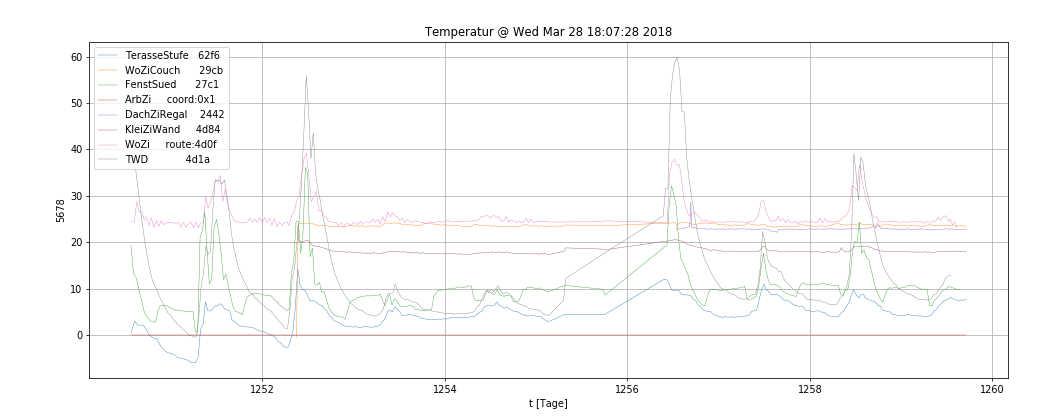 Temperatur @ Wed Mar 28 18:07:28 2018
60
50
40
30
20
10
0
5678
TerasseStufe 62f6
WoZiCouch 29cb
FenstSued 27c1
ArbZi coord:0x1
DachZiRegal 2442
KleiZiWand 4d84
WoZi route:4d0f
TWD 4d1a
1252 1254 1256 1258 1260
t [Tage]